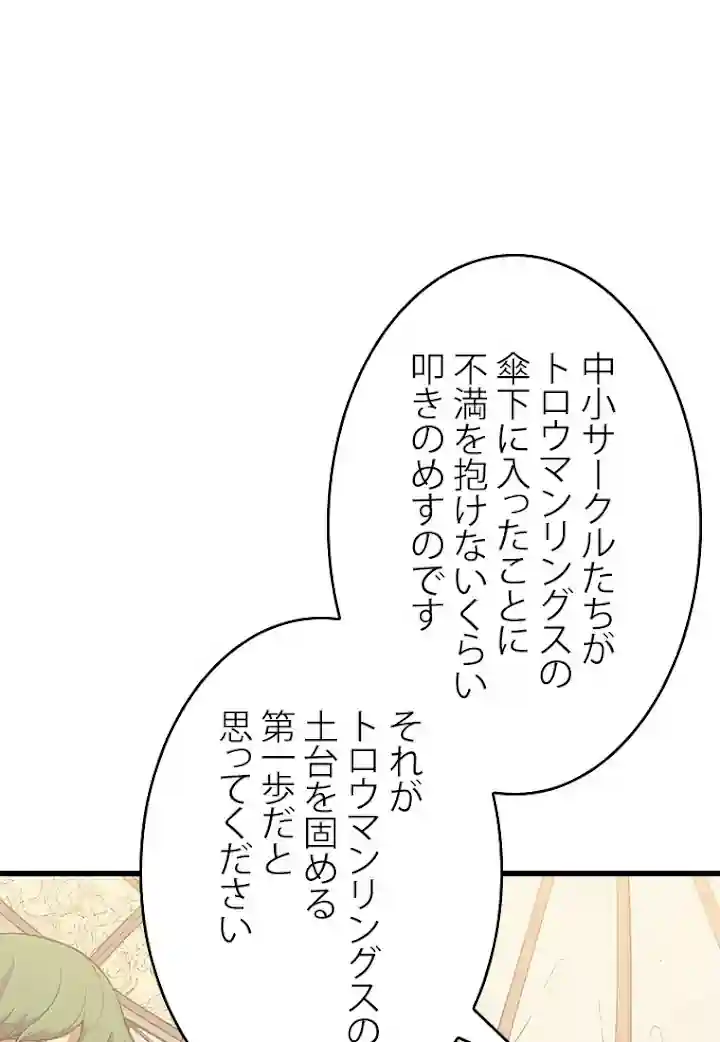 中小サークルたちが
トロウマンリングスの
傘下に入ったことに
不満を抱けないくらい
叩きのめすのです
それが
トロウマンリングスの
土台を固める
第一歩だと
思ってください